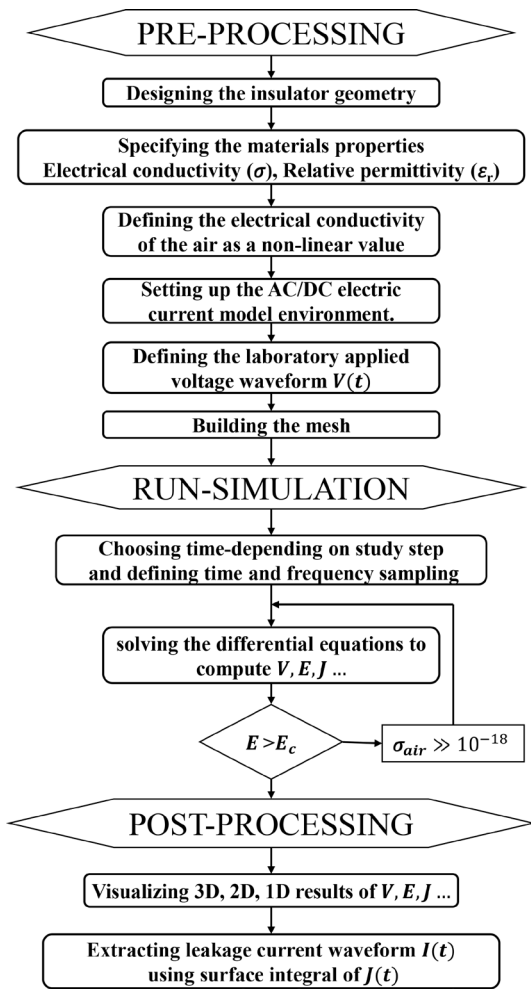 PRE-PROCESSING
Designing the insulator geometry
Specifying the materials properties
Electrical conductivity (σ), Relative permittivity (εr)
Defining the electrical conductivity
of the air as a non-linear value
Setting up the AC/DC electric
current model environment.
Defining the laboratory applied
voltage waveform V(t)
Building the mesh
RUN-SIMULATION
Choosing time-depending on study step
and defining time and frequency sampling
solving the differential equations to
compute V, E, J ...
E >Ec
σair ≫ 10⁻¹⁸
POST-PROCESSING
Visualizing 3D, 2D, 1D results of V, E, J ...
Extracting leakage current waveform I(t)
using surface integral of J(t)